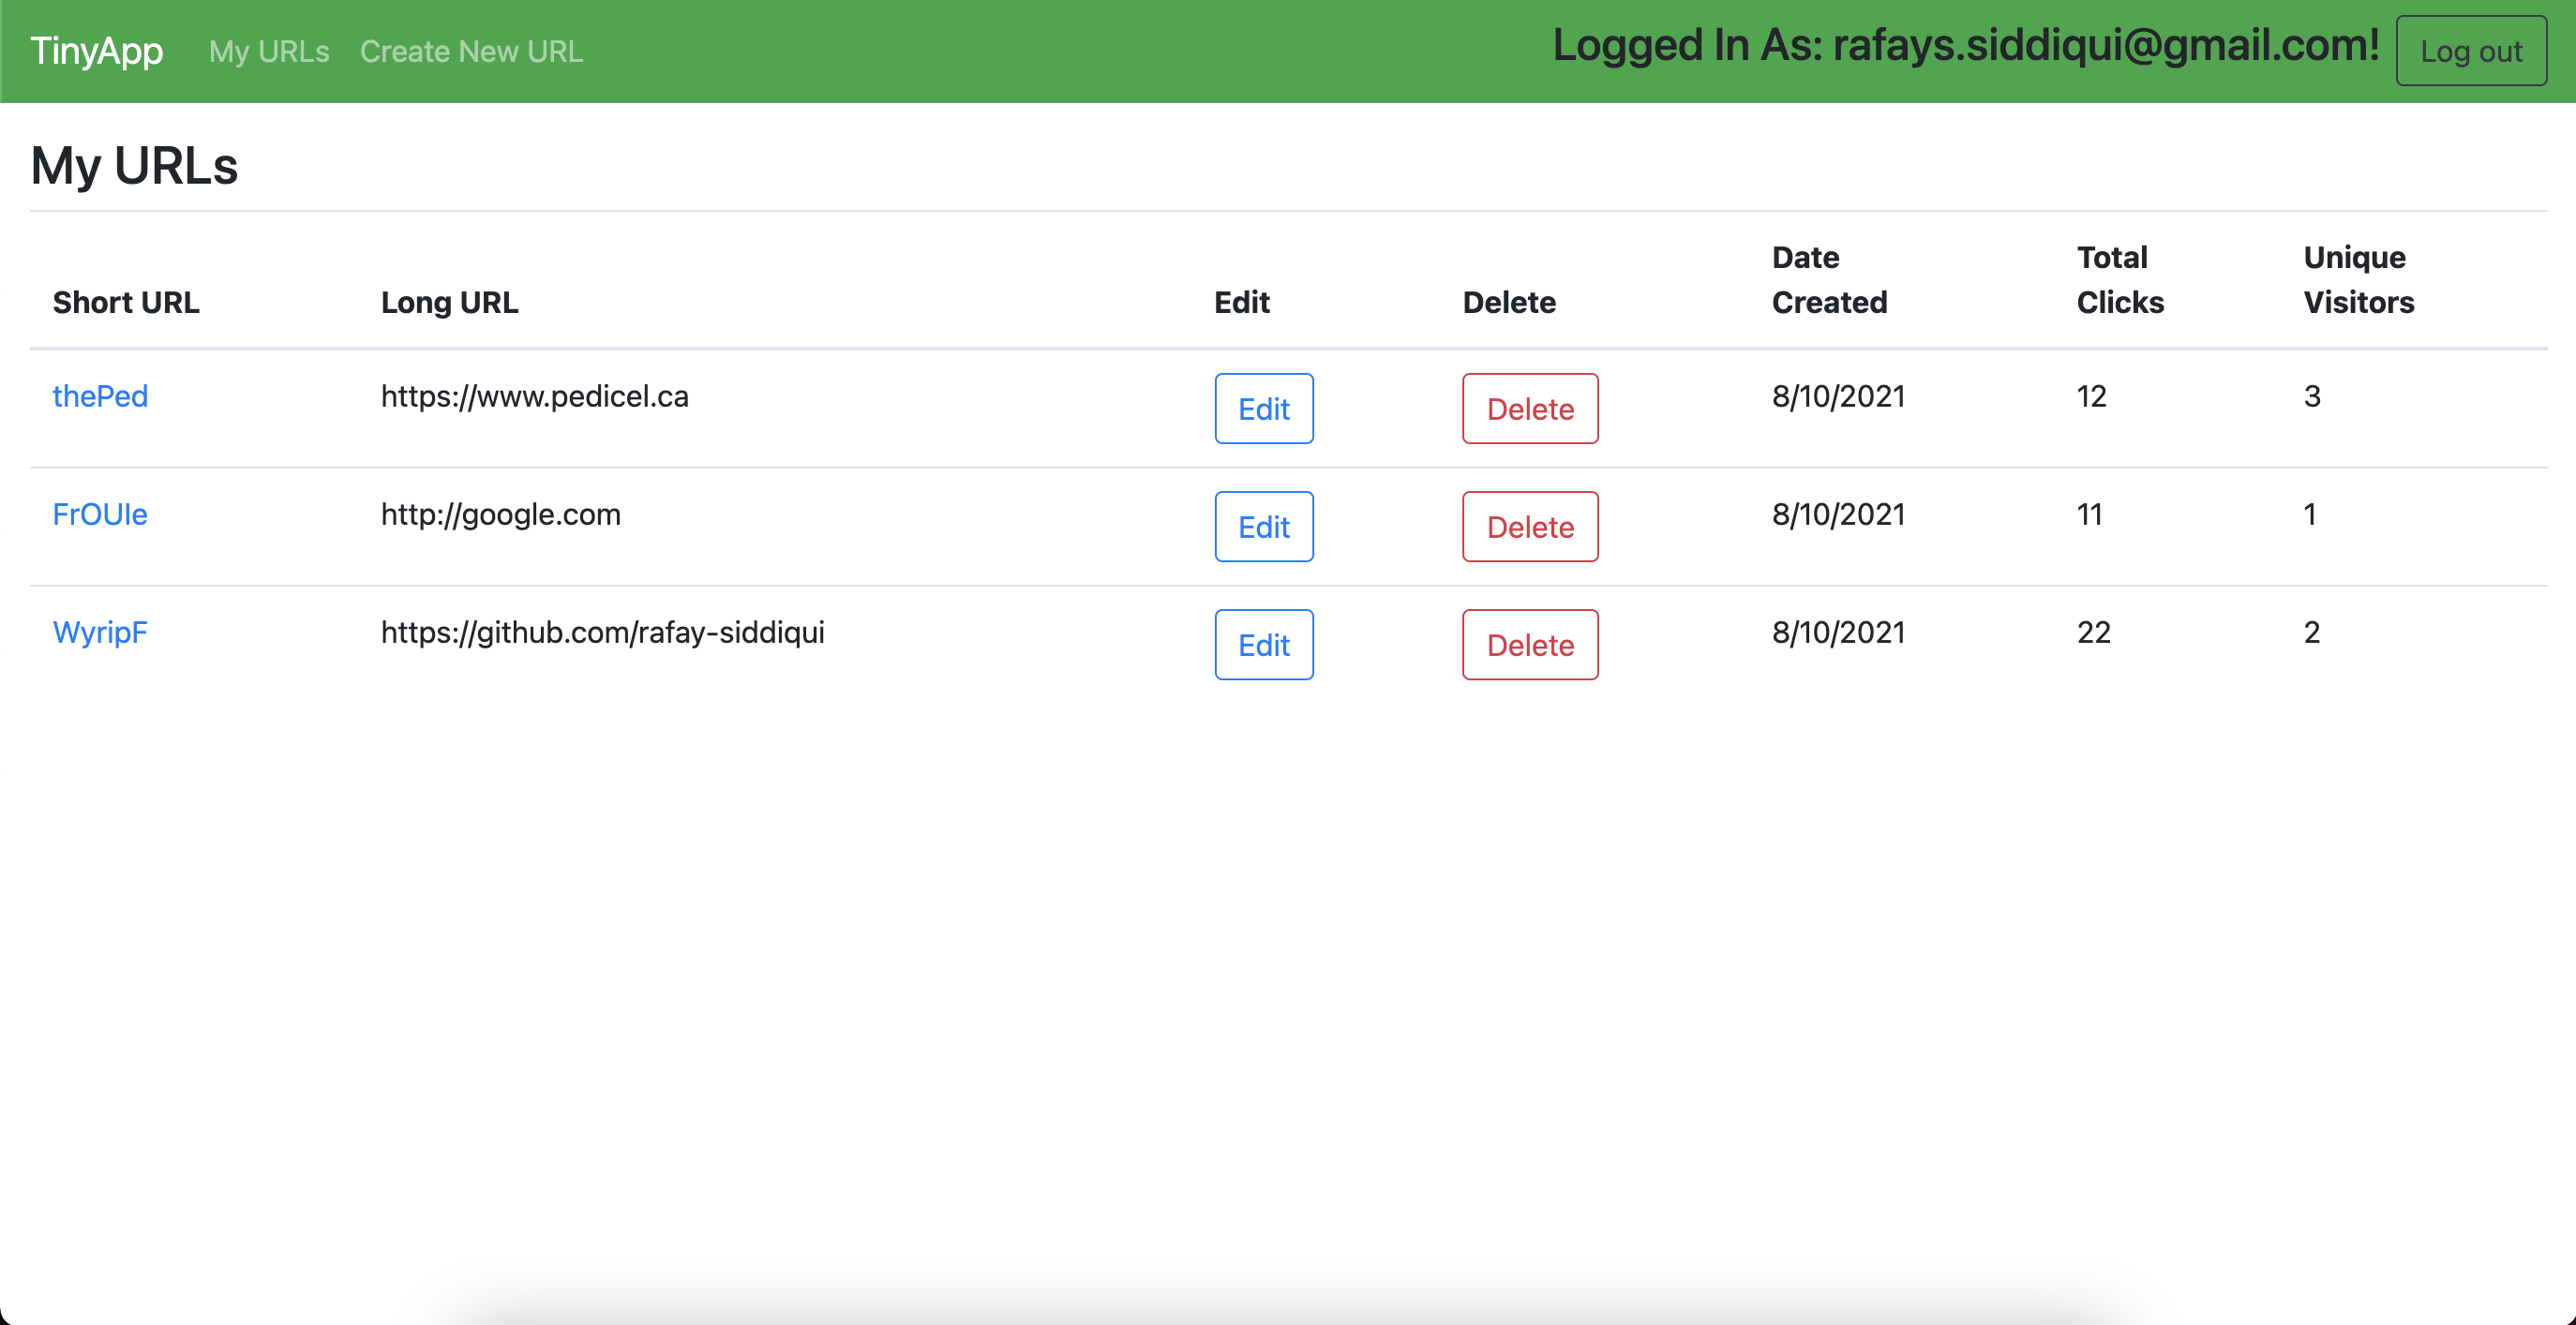 TinyApp My URLs Create New URL Logged In As: rafays.siddiqui@gmail.com! Log out
My URLs
Short URL Long URL Edit Delete Date Created Total Clicks Unique Visitors
thePed https://www.pedicel.ca Edit Delete 8/10/2021 12 3
FrOUle http://google.com Edit Delete 8/10/2021 11 1
WyripF https://github.com/rafay-siddiqui Edit Delete 8/10/2021 22 2